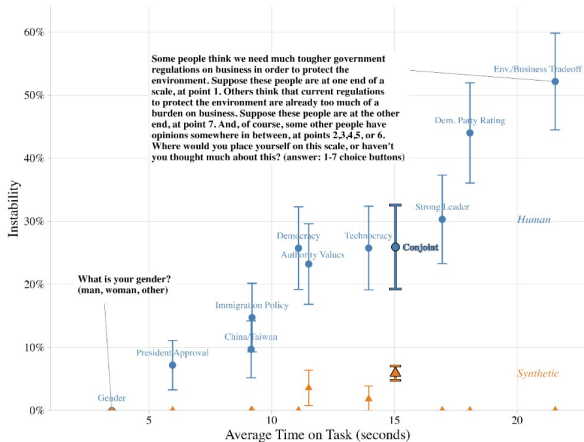 60%
Some people think we need much tougher government
regulations on business in order to protect the
environment. Suppose these people are at one end of a
scale, at point 1. Others think that current regulations
to protect the environment are already too much of a
burden on business. Suppose these people are at the other
end, at point 7. And, of course, some other people have
opinions somewhere in between, at points 2,3,4,5, or 6.
Where would you place yourself on this scale, or haven't
you thought much about this? (answer: 1-7 choice buttons)
Env./Business Tradeoff
50%
Dem. Party Rating
40%
Instability
30%
Strong Leader
Human
Democracy
Technocracy
Conjoint
Authority Values
20%
What is your gender?
(man, woman, other)
Immigration Policy
China/Taiwan
10%
President Approval
Synthetic
Gender
0%
5
10
15
20
Average Time on Task (seconds)